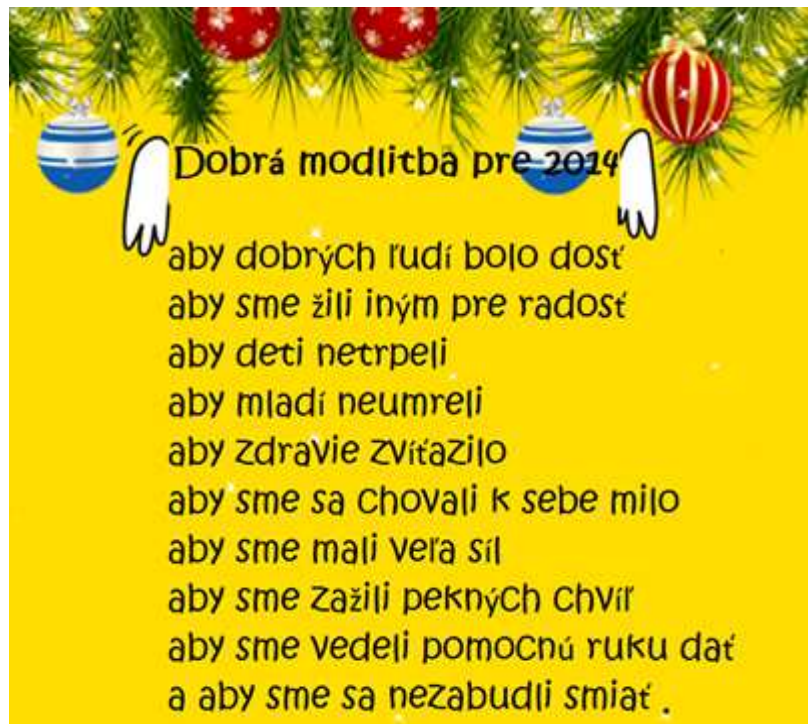 Dobrá modlitba pre 2014
aby dobrých ľudí bolo dosť
aby sme žili iným pre radosť
aby deti netrpeli
aby mladí neumreli
aby zdravie zvíťazilo
aby sme sa chovali k sebe milo
aby sme mali veľa síl
aby sme zažili pekných chvíľ
aby sme vedeli pomocnú ruku dať
a aby sme sa nezabudli smiať .